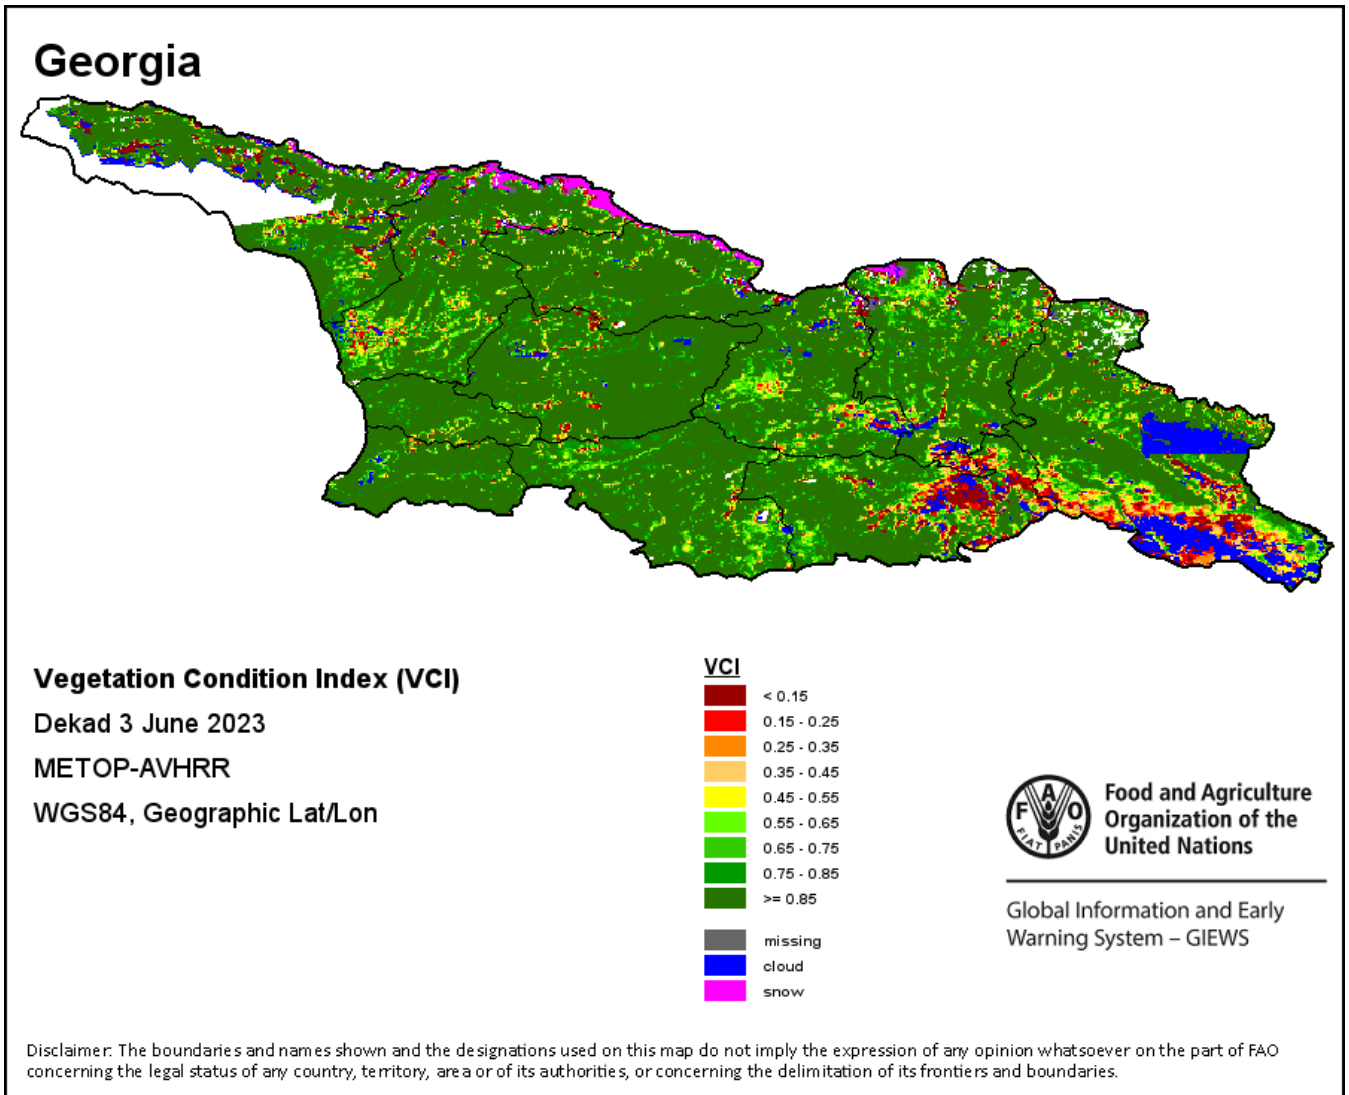 Georgia
Vegetation Condition Index (VCI)
Dekad 3 June 2023
METOP-AVHRR
WGS84, Geographic Lat/Lon
VCI
< 0.15
0.15 - 0.25
0.25 - 0.35
0.35 - 0.45
0.45 - 0.55
0.55 - 0.65
0.65 - 0.75
0.75 - 0.85
>= 0.85
missing
cloud
snow
F A O
FIAT PANIS
Food and Agriculture
Organization of the
United Nations
Global Information and Early
Warning System – GIEWS
Disclaimer: The boundaries and names shown and the designations used on this map do not imply the expression of any opinion whatsoever on the part of FAO
concerning the legal status of any country, territory, area or of its authorities, or concerning the delimitation of its frontiers and boundaries.